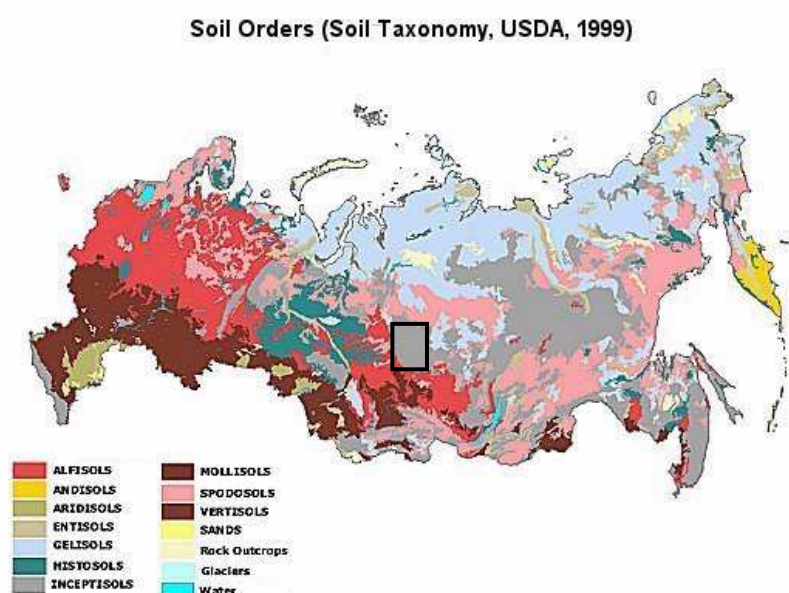 Soil Orders (Soil Taxonomy, USDA, 1999)
ALFISOLS
ANDISOLS
ARIDISOLS
ENTISOLS
GELISOLS
HISTOSOLS
INCEPTISOLS
MOLLISOLS
SPODOSOLS
VERTISOLS
SANDS
Rock Outcrops
Glaciers
Water